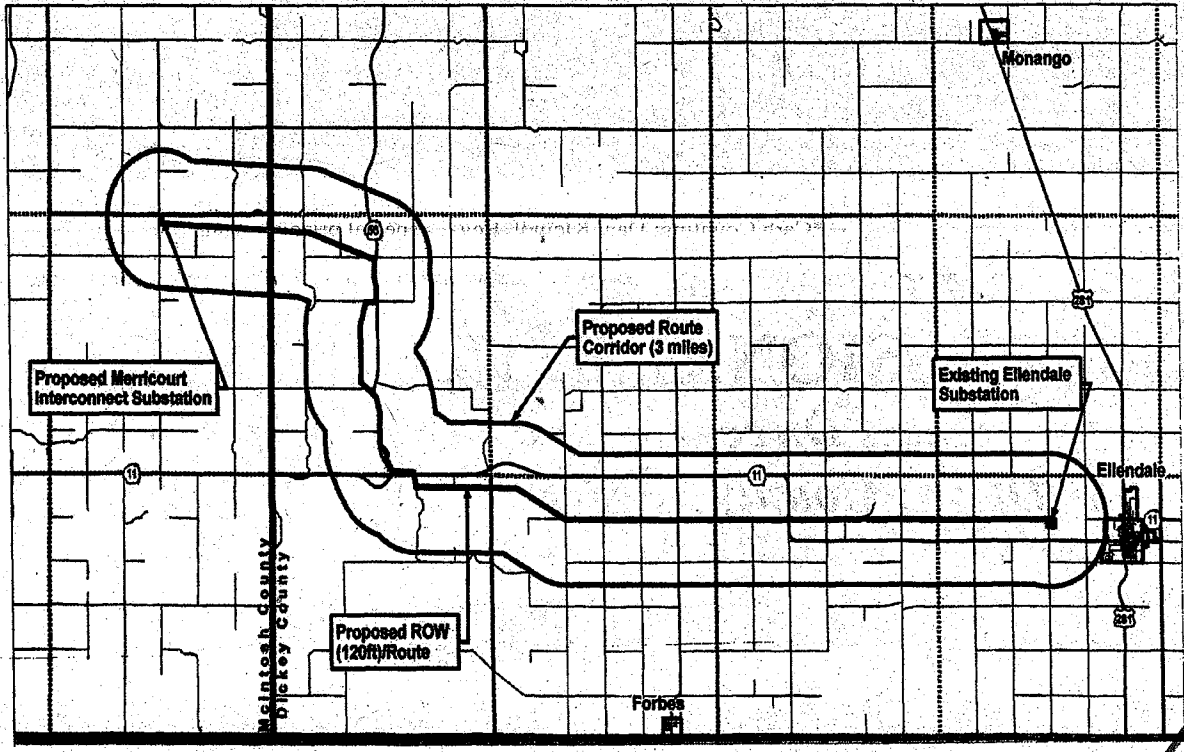 Monango
56
281
Proposed Route
Corridor (3 miles)
Proposed Merricourt
Interconnect Substation
Existing Ellendale
Substation
Ellendale
11
11
11
McIntosh County
Dickey County
Proposed ROW
(120ft)/Route
281
Forbes